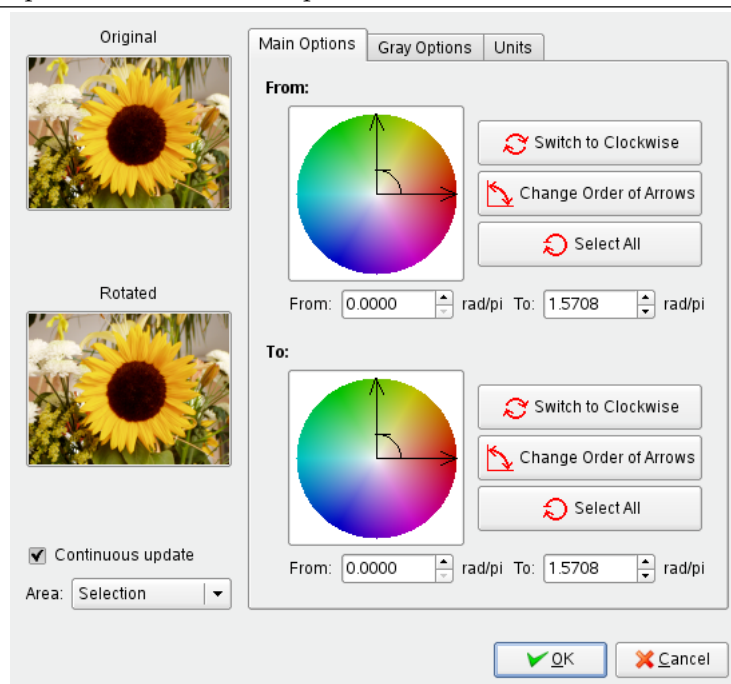 Original
Main Options
Gray Options
Units
From:
Switch to Clockwise
Change Order of Arrows
Select All
From: 0.0000 rad/pi To: 1.5708 rad/pi
Rotated
To:
Switch to Clockwise
Change Order of Arrows
Select All
From: 0.0000 rad/pi To: 1.5708 rad/pi
Continuous update
Area: Selection
OK
Cancel